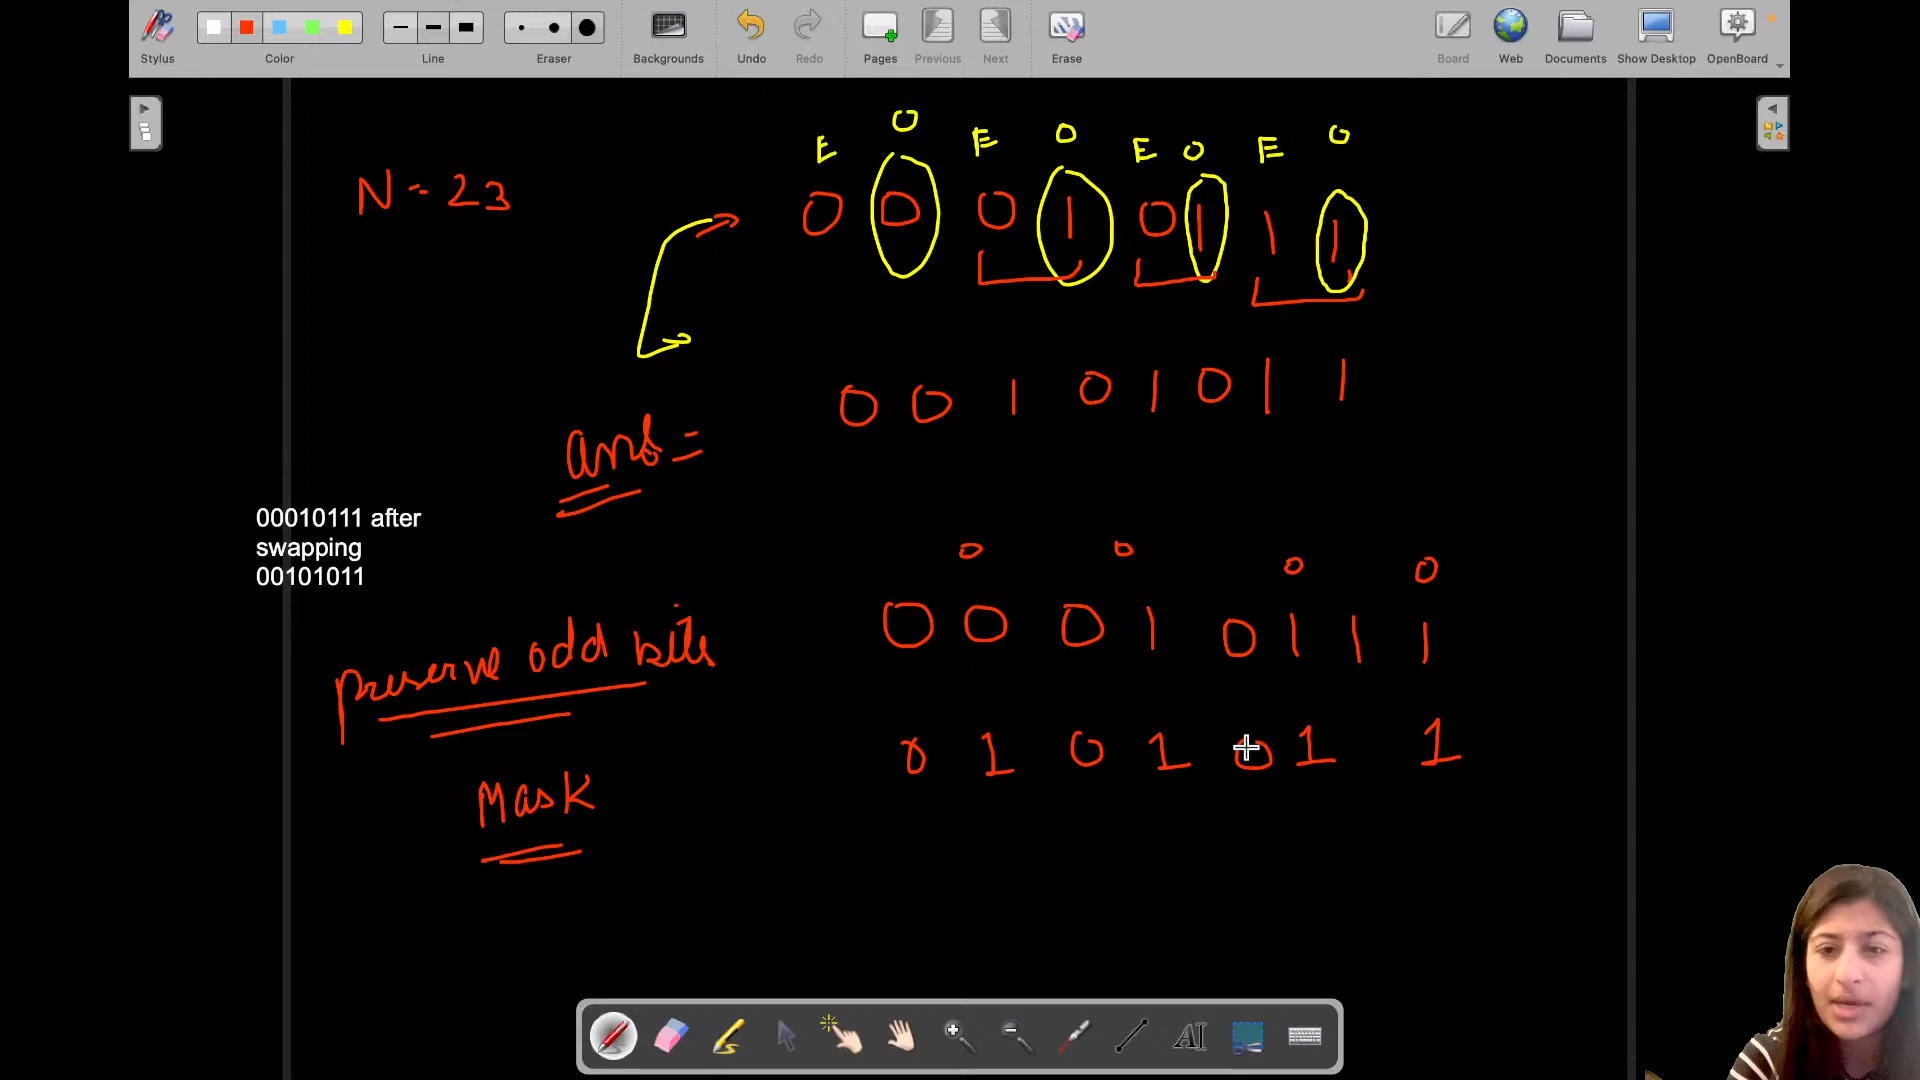 Stylus
Color
Line
Eraser
Backgrounds
Undo
Redo
Pages
Previous
Next
Erase
Board
Web
Documents
Show Desktop
OpenBoard
E O E O E O E O
N = 23
0 0 0 1 0 1 1 1
0 0 1 0 1 0 1 1
ans =
00010111 after
swapping
00101011
0 0 0 0
0 0 0 1 0 1 1 1
preserve odd bits
0 1 0 1 0 1 1
Mask